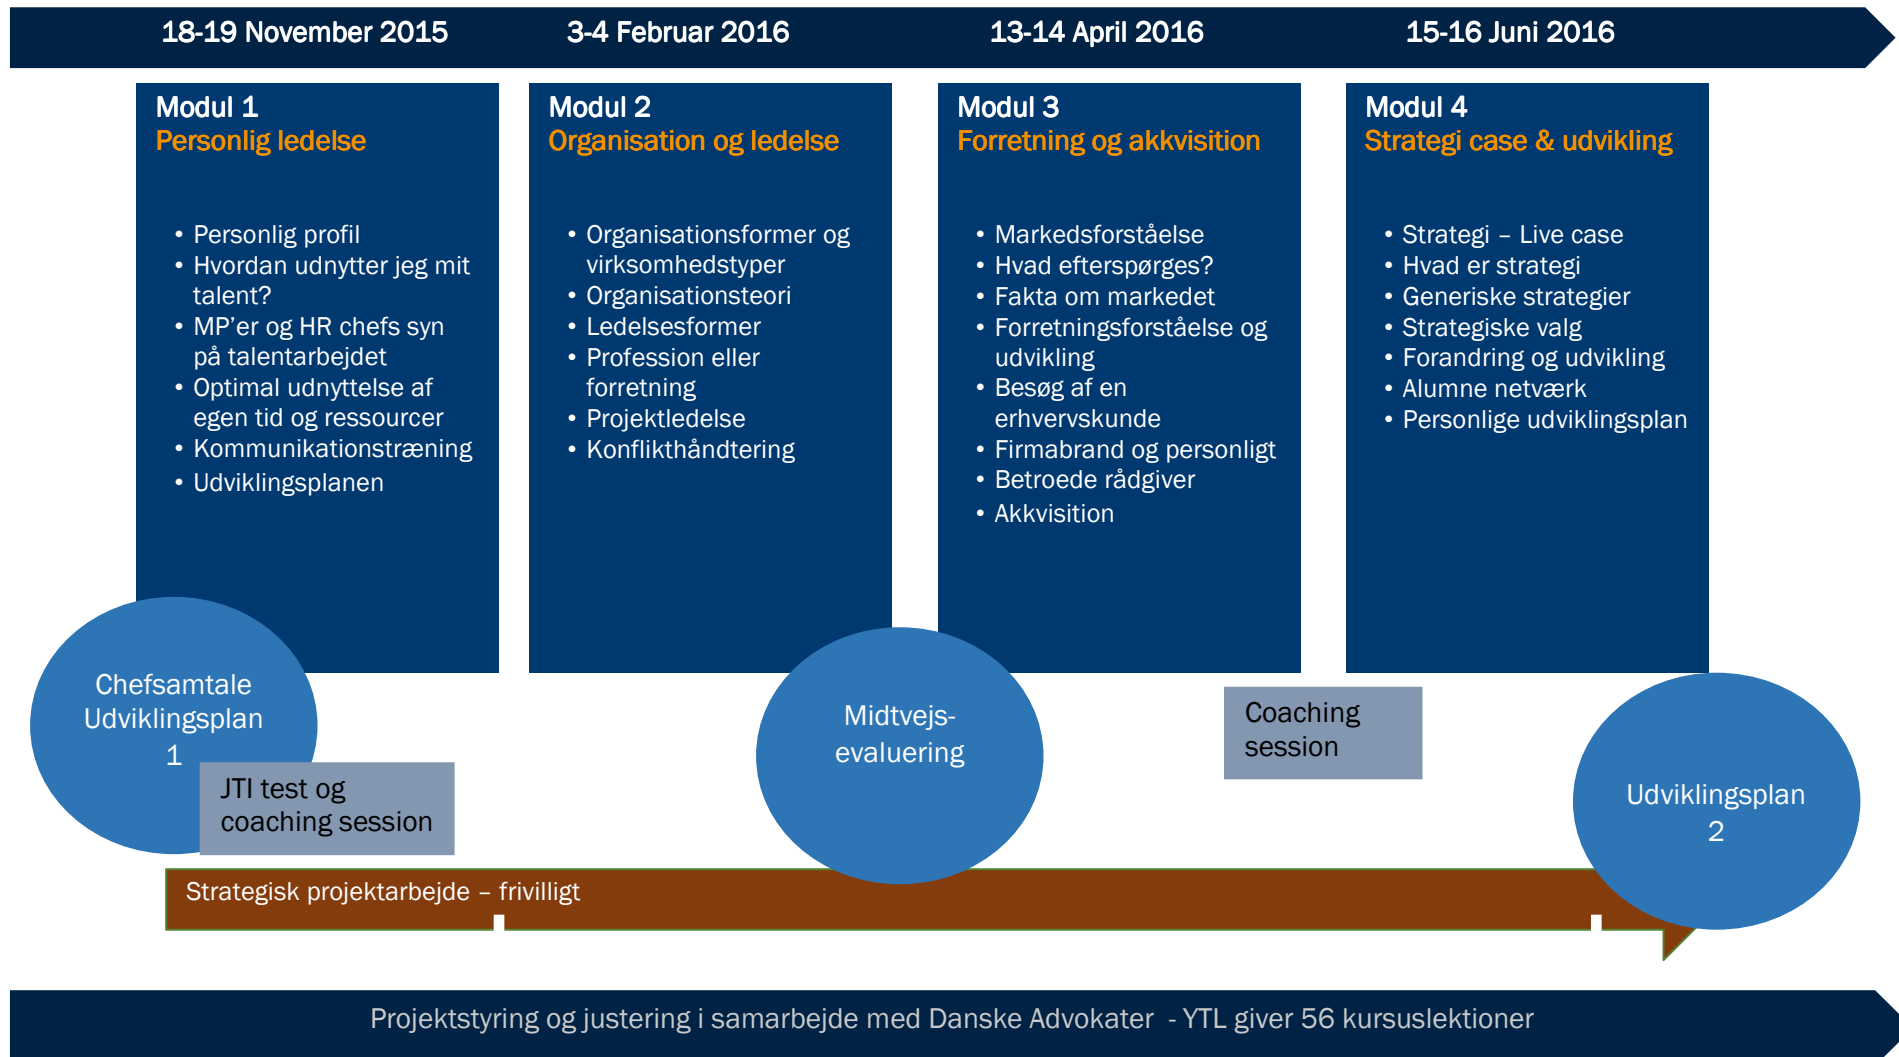 18-19 November 2015
3-4 Februar 2016
13-14 April 2016
15-16 Juni 2016
Modul 1
Personlig ledelse
• Personlig profil
• Hvordan udnytter jeg mit
talent?
• MP’er og HR chefs syn
på talentarbejdet
• Optimal udnyttelse af
egen tid og ressourcer
• Kommunikationstræning
• Udviklingsplanen
Modul 2
Organisation og ledelse
• Organisationsformer og
virksomhedstyper
• Organisationsteori
• Ledelsesformer
• Profession eller
forretning
• Projektledelse
• Konflikthåndtering
Modul 3
Forretning og akkvisition
• Markedsforståelse
• Hvad efterspørges?
• Fakta om markedet
• Forretningsforståelse og
udvikling
• Besøg af en
erhvervskunde
• Firmabrand og personligt
• Betroede rådgiver
• Akkvisition
Modul 4
Strategi case & udvikling
• Strategi – Live case
• Hvad er strategi
• Generiske strategier
• Strategiske valg
• Forandring og udvikling
• Alumne netværk
• Personlige udviklingsplan
Chefsamtale
Udviklingsplan
1
JTI test og
coaching session
Midtvejs-
evaluering
Coaching
session
Udviklingsplan
2
Strategisk projektarbejde – frivilligt
Projektstyring og justering i samarbejde med Danske Advokater - YTL giver 56 kursuslektioner